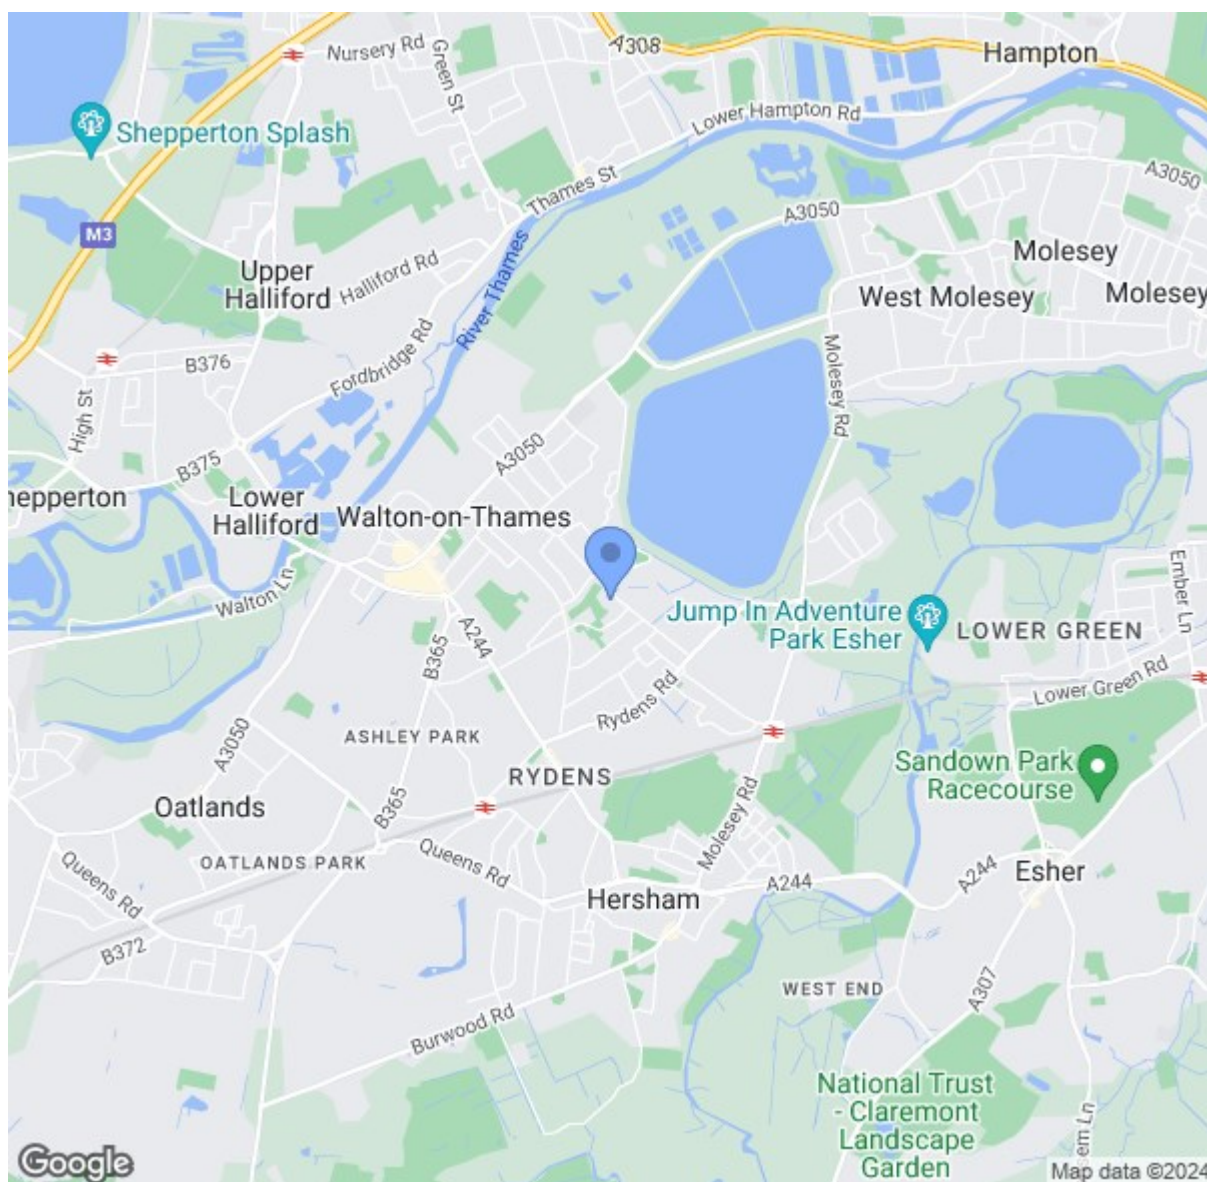 Nursery Rd
A308
Hampton
Green St
Shepperton Splash
Lower Hampton Rd
A3050
Thames St
M3
A3050
Upper
Halliford
Halliford Rd
River Thames
Molesey
West Molesey
Molesey
B376
Fordbridge Rd
Molesey Rd
High St
A3050
B375
hepperton
Lower
Halliford
Walton-on-Thames
Walton Ln
Ember Ln
Jump In Adventure
Park Esher
LOWER GREEN
B365
A244
Rydens Rd
Lower Green Rd
A3050
ASHLEY PARK
RYDENS
Sandown Park
Racecourse
Oatlands
B365
Molesey Rd
OATLANDS PARK
Queens Rd
Queens Rd
Hersham
A244
A244
Esher
B372
WEST END
A307
Burwood Rd
National Trust
- Claremont
Landscape
Garden
sem Ln
Google
Map data ©2024